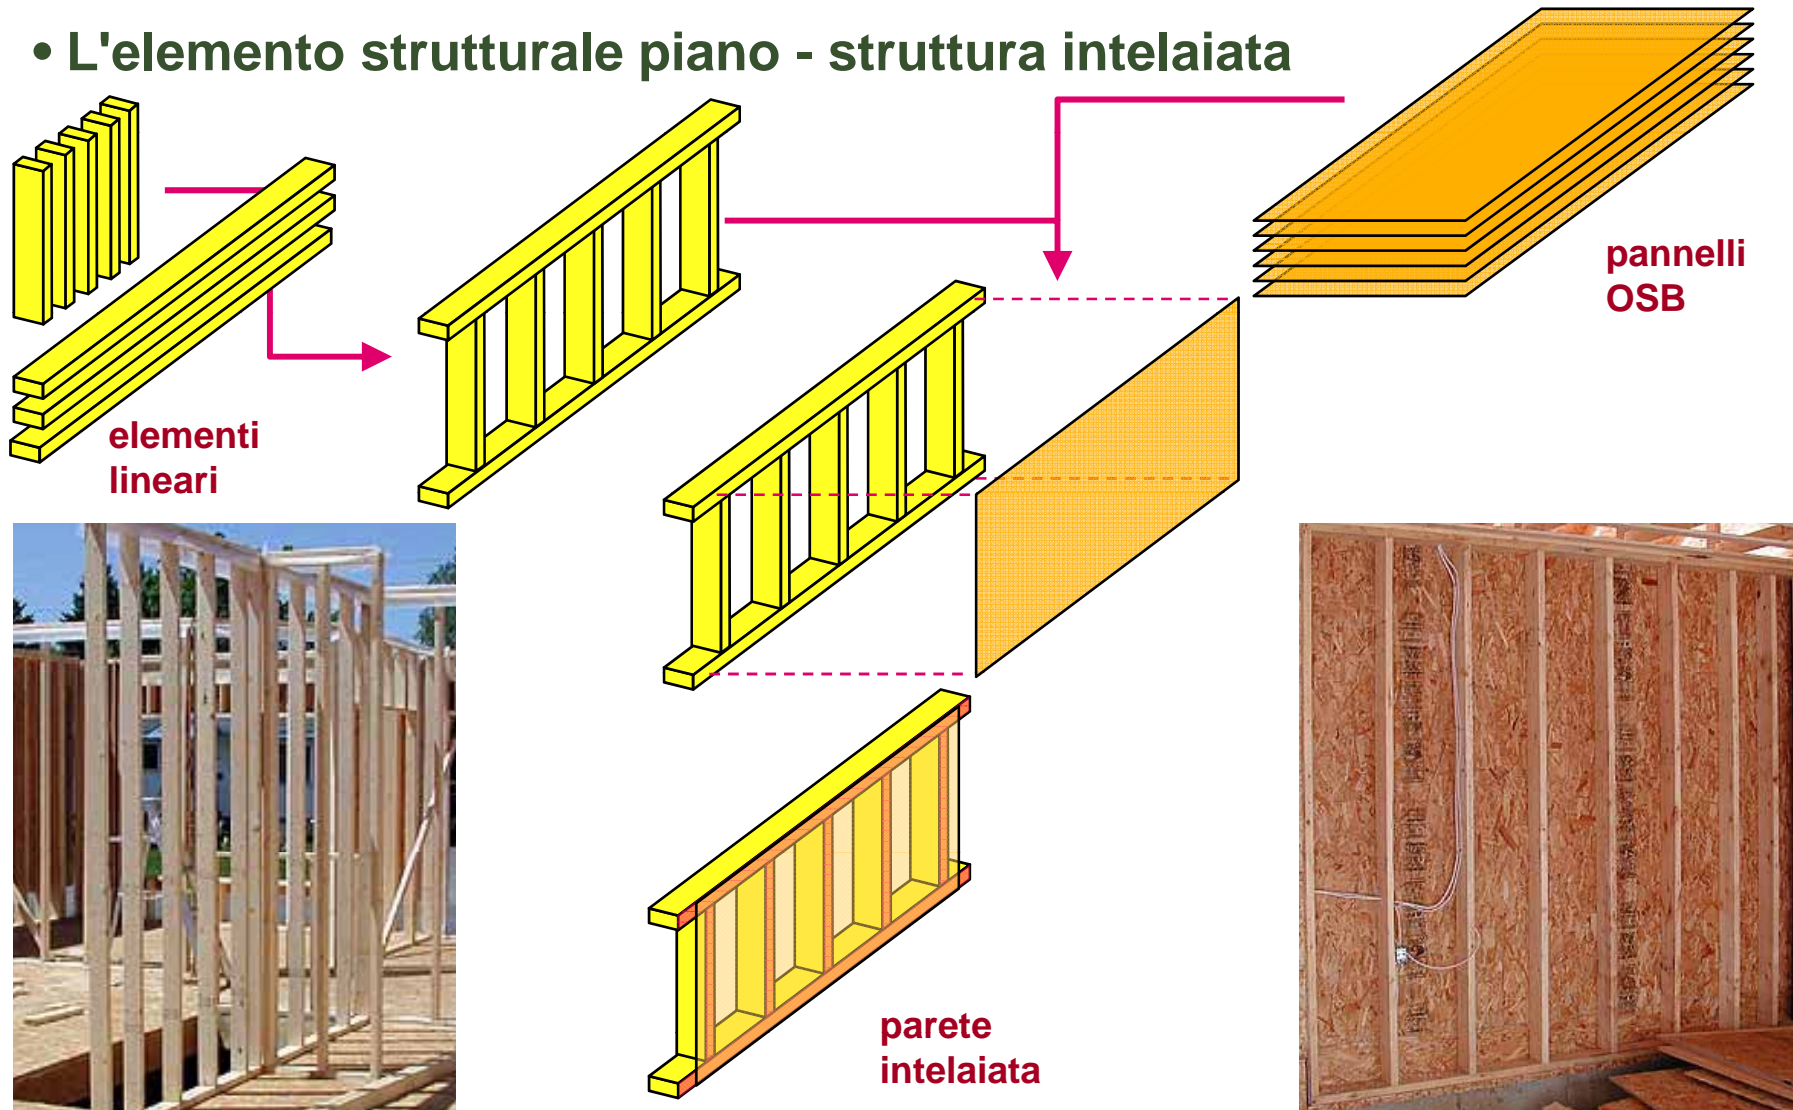 • L'elemento strutturale piano - struttura intelaiata
pannelli
OSB
elementi
lineari
parete
intelaiata